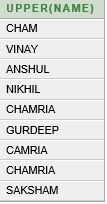 UPPER(NAME)
CHAM
VINAY
ANSHUL
NIKHIL
CHAMRIA
GURDEEP
CAMRIA
CHAMRIA
SAKSHAM